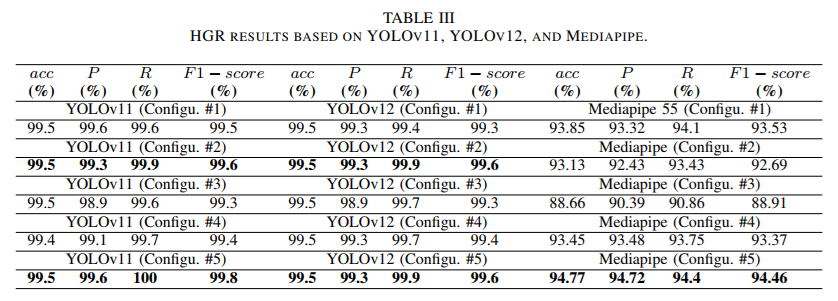 TABLE III
HGR RESULTS BASED ON YOLOV11, YOLOV12, AND MEDIAPIPE.
acc P R F1 − score acc P R F1 − score acc P R F1 − score
(%) (%) (%) (%) (%) (%) (%) (%) (%) (%) (%) (%)
YOLOv11 (Configu. #1) YOLOv12 (Configu. #1) Mediapipe 55 (Configu. #1)
99.5 99.6 99.6 99.5 99.5 99.3 99.4 99.3 93.85 93.32 94.1 93.53
YOLOv11 (Configu. #2) YOLOv12 (Configu. #2) Mediapipe (Configu. #2)
99.5 99.3 99.9 99.6 99.5 99.3 99.9 99.6 93.13 92.43 93.43 92.69
YOLOv11 (Configu. #3) YOLOv12 (Configu. #3) Mediapipe (Configu. #3)
99.5 98.9 99.6 99.3 99.5 98.9 99.7 99.3 88.66 90.39 90.86 88.91
YOLOv11 (Configu. #4) YOLOv12 (Configu. #4) Mediapipe (Configu. #4)
99.4 99.1 99.7 99.4 99.5 99.3 99.7 99.4 93.45 93.48 93.75 93.37
YOLOv11 (Configu. #5) YOLOv12 (Configu. #5) Mediapipe (Configu. #5)
99.5 99.6 100 99.8 99.5 99.3 99.9 99.6 94.77 94.72 94.4 94.46